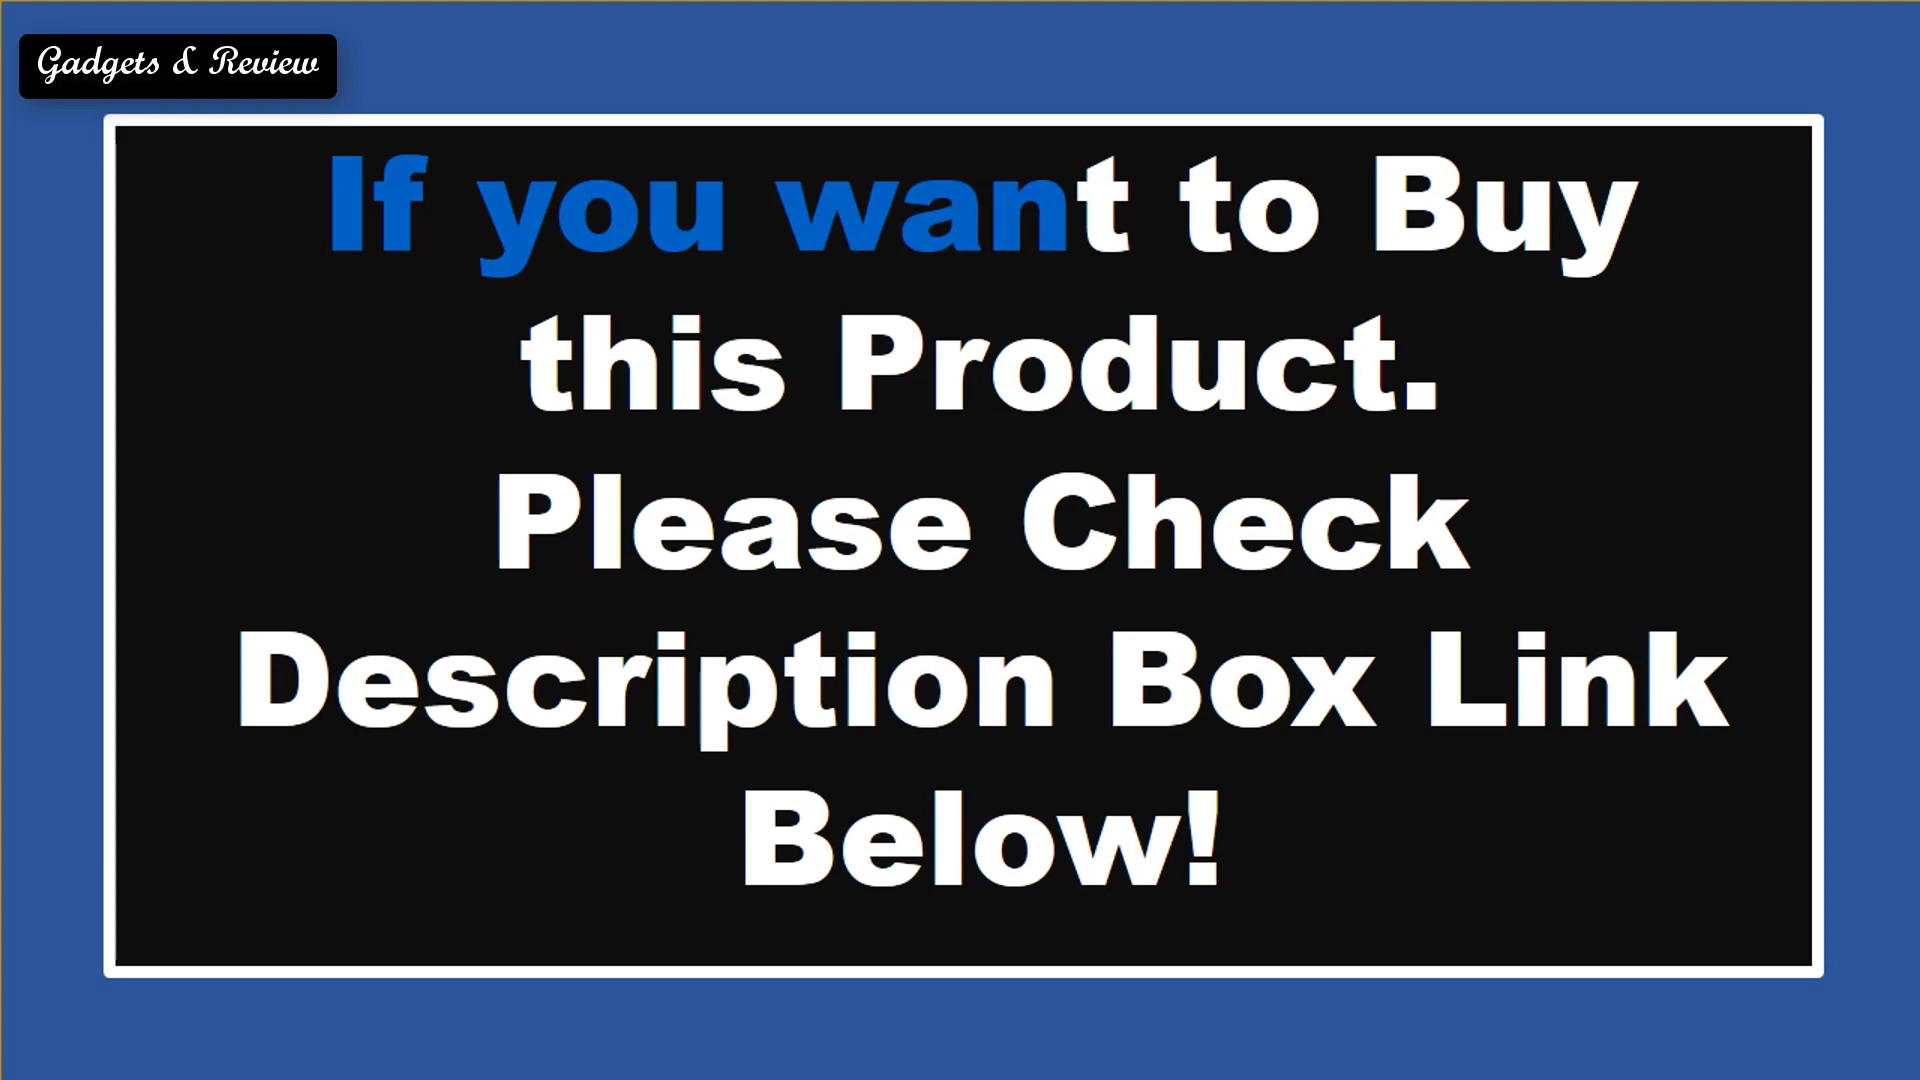 Gadgets & Review
If you want to Buy
this Product.
Please Check
Description Box Link
Below!